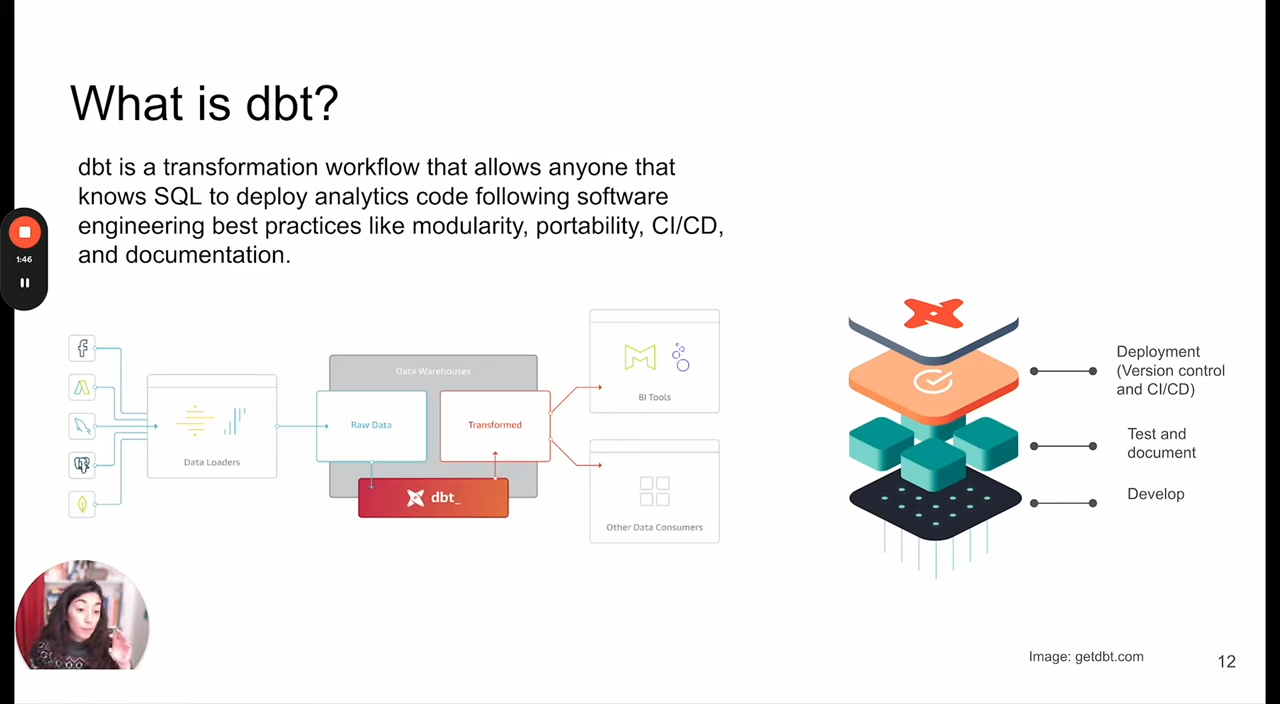 What is dbt?
dbt is a transformation workflow that allows anyone that
knows SQL to deploy analytics code following software
engineering best practices like modularity, portability, CI/CD,
and documentation.
1:46
Data Loaders
Data Warehouses
Raw Data
Transformed
dbt_
BI Tools
Other Data Consumers
Deployment
(Version control
and CI/CD)
Test and
document
Develop
Image: getdbt.com
12